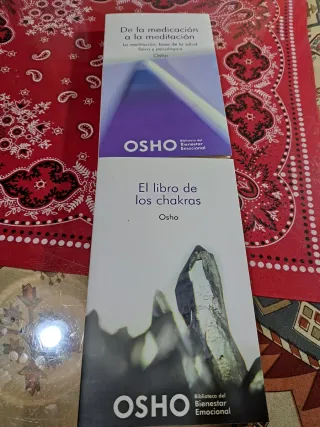 De la medicación
a la meditación
La meditación, base de la salud
física y psicológica
Osho
OSHO Biblioteca del
Bienestar
Emocional
El libro de
los chakras
Osho
OSHO Biblioteca del
Bienestar
Emocional